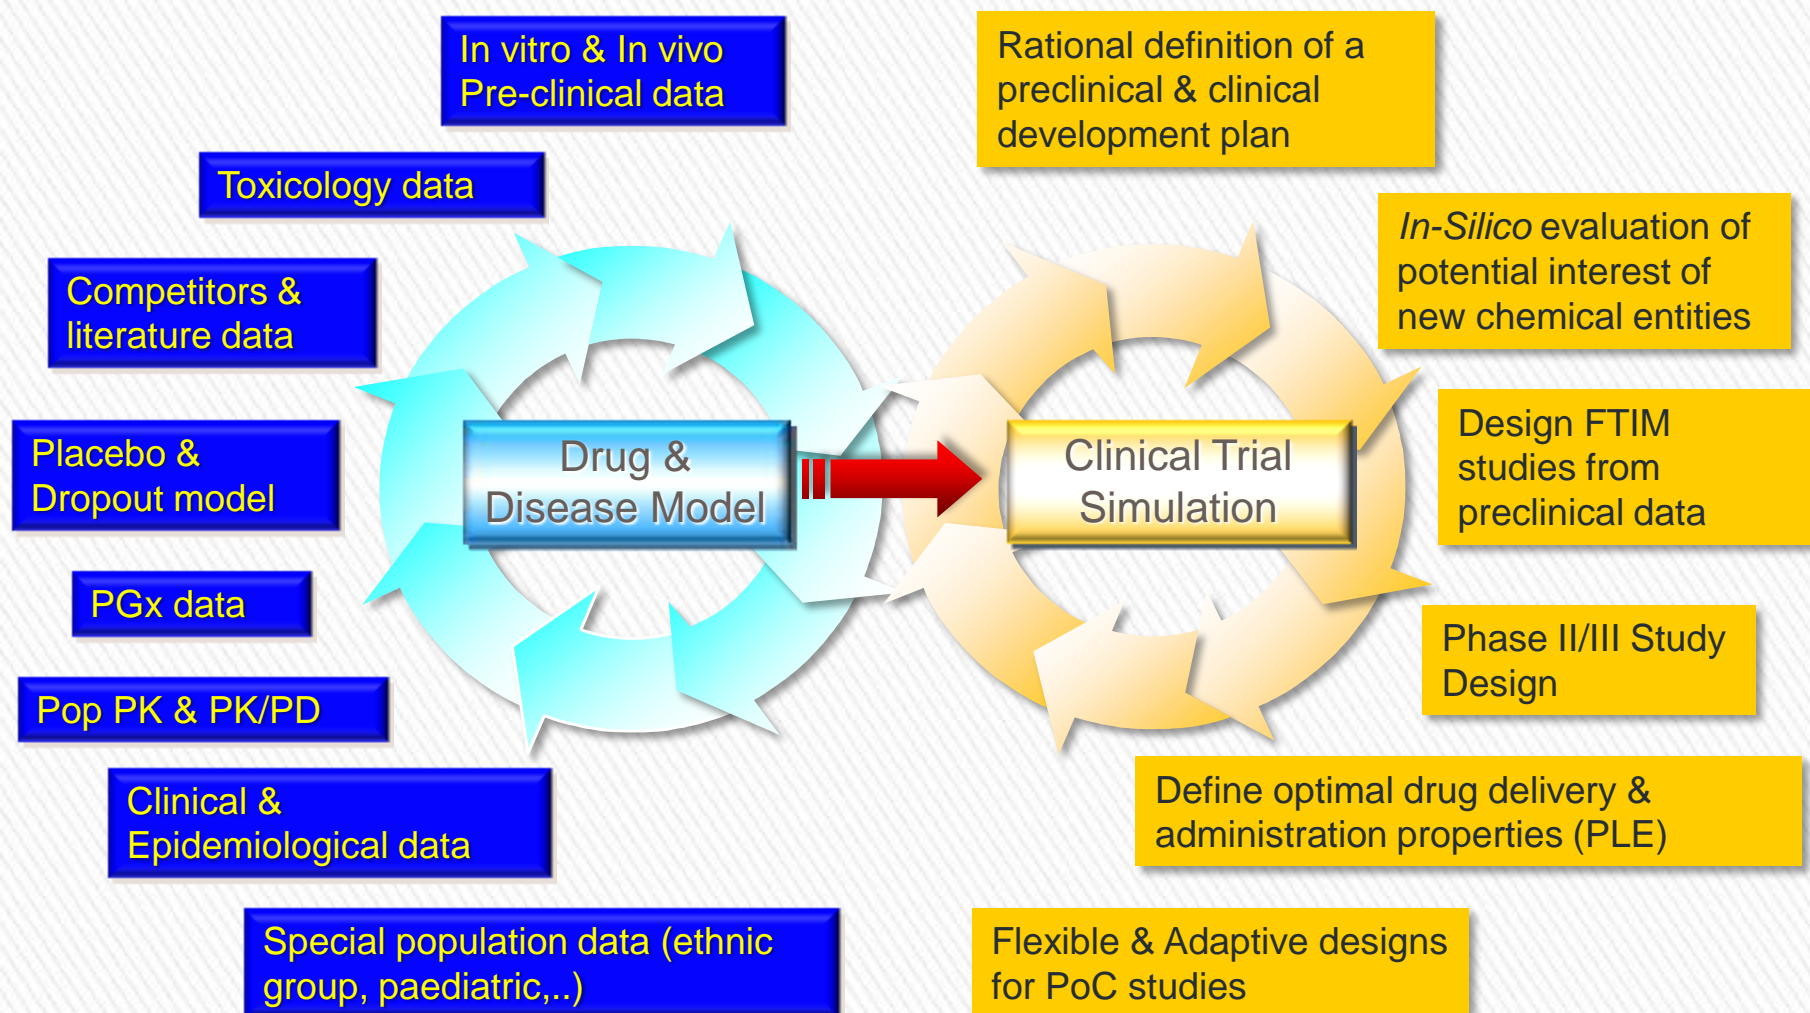 In vitro & In vivo
Pre-clinical data
Toxicology data
Competitors &
literature data
Placebo &
Dropout model
PGx data
Pop PK & PK/PD
Clinical &
Epidemiological data
Special population data (ethnic
group, paediatric,..)
Drug &
Disease Model
Clinical Trial
Simulation
Rational definition of a
preclinical & clinical
development plan
In-Silico evaluation of
potential interest of
new chemical entities
Design FTIM
studies from
preclinical data
Phase II/III Study
Design
Define optimal drug delivery &
administration properties (PLE)
Flexible & Adaptive designs
for PoC studies